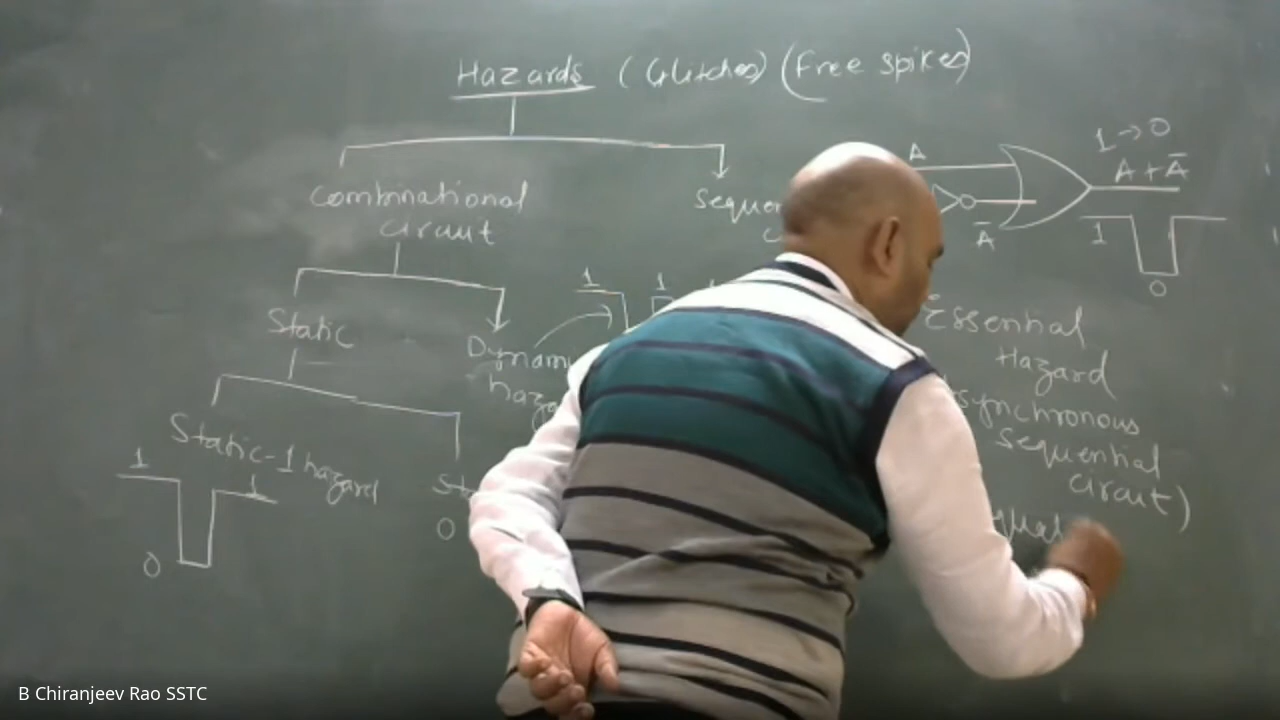 Hazards (Glitches) (Free spikes)
1 → 0
A + A̅
A
A̅
1
0
Combinational
circuit
Static
Static-1 hazard
1
1
0
0
1
1
Essential
Hazard
synchronous
Sequential
circuit)
B Chiranjeev Rao SSTC